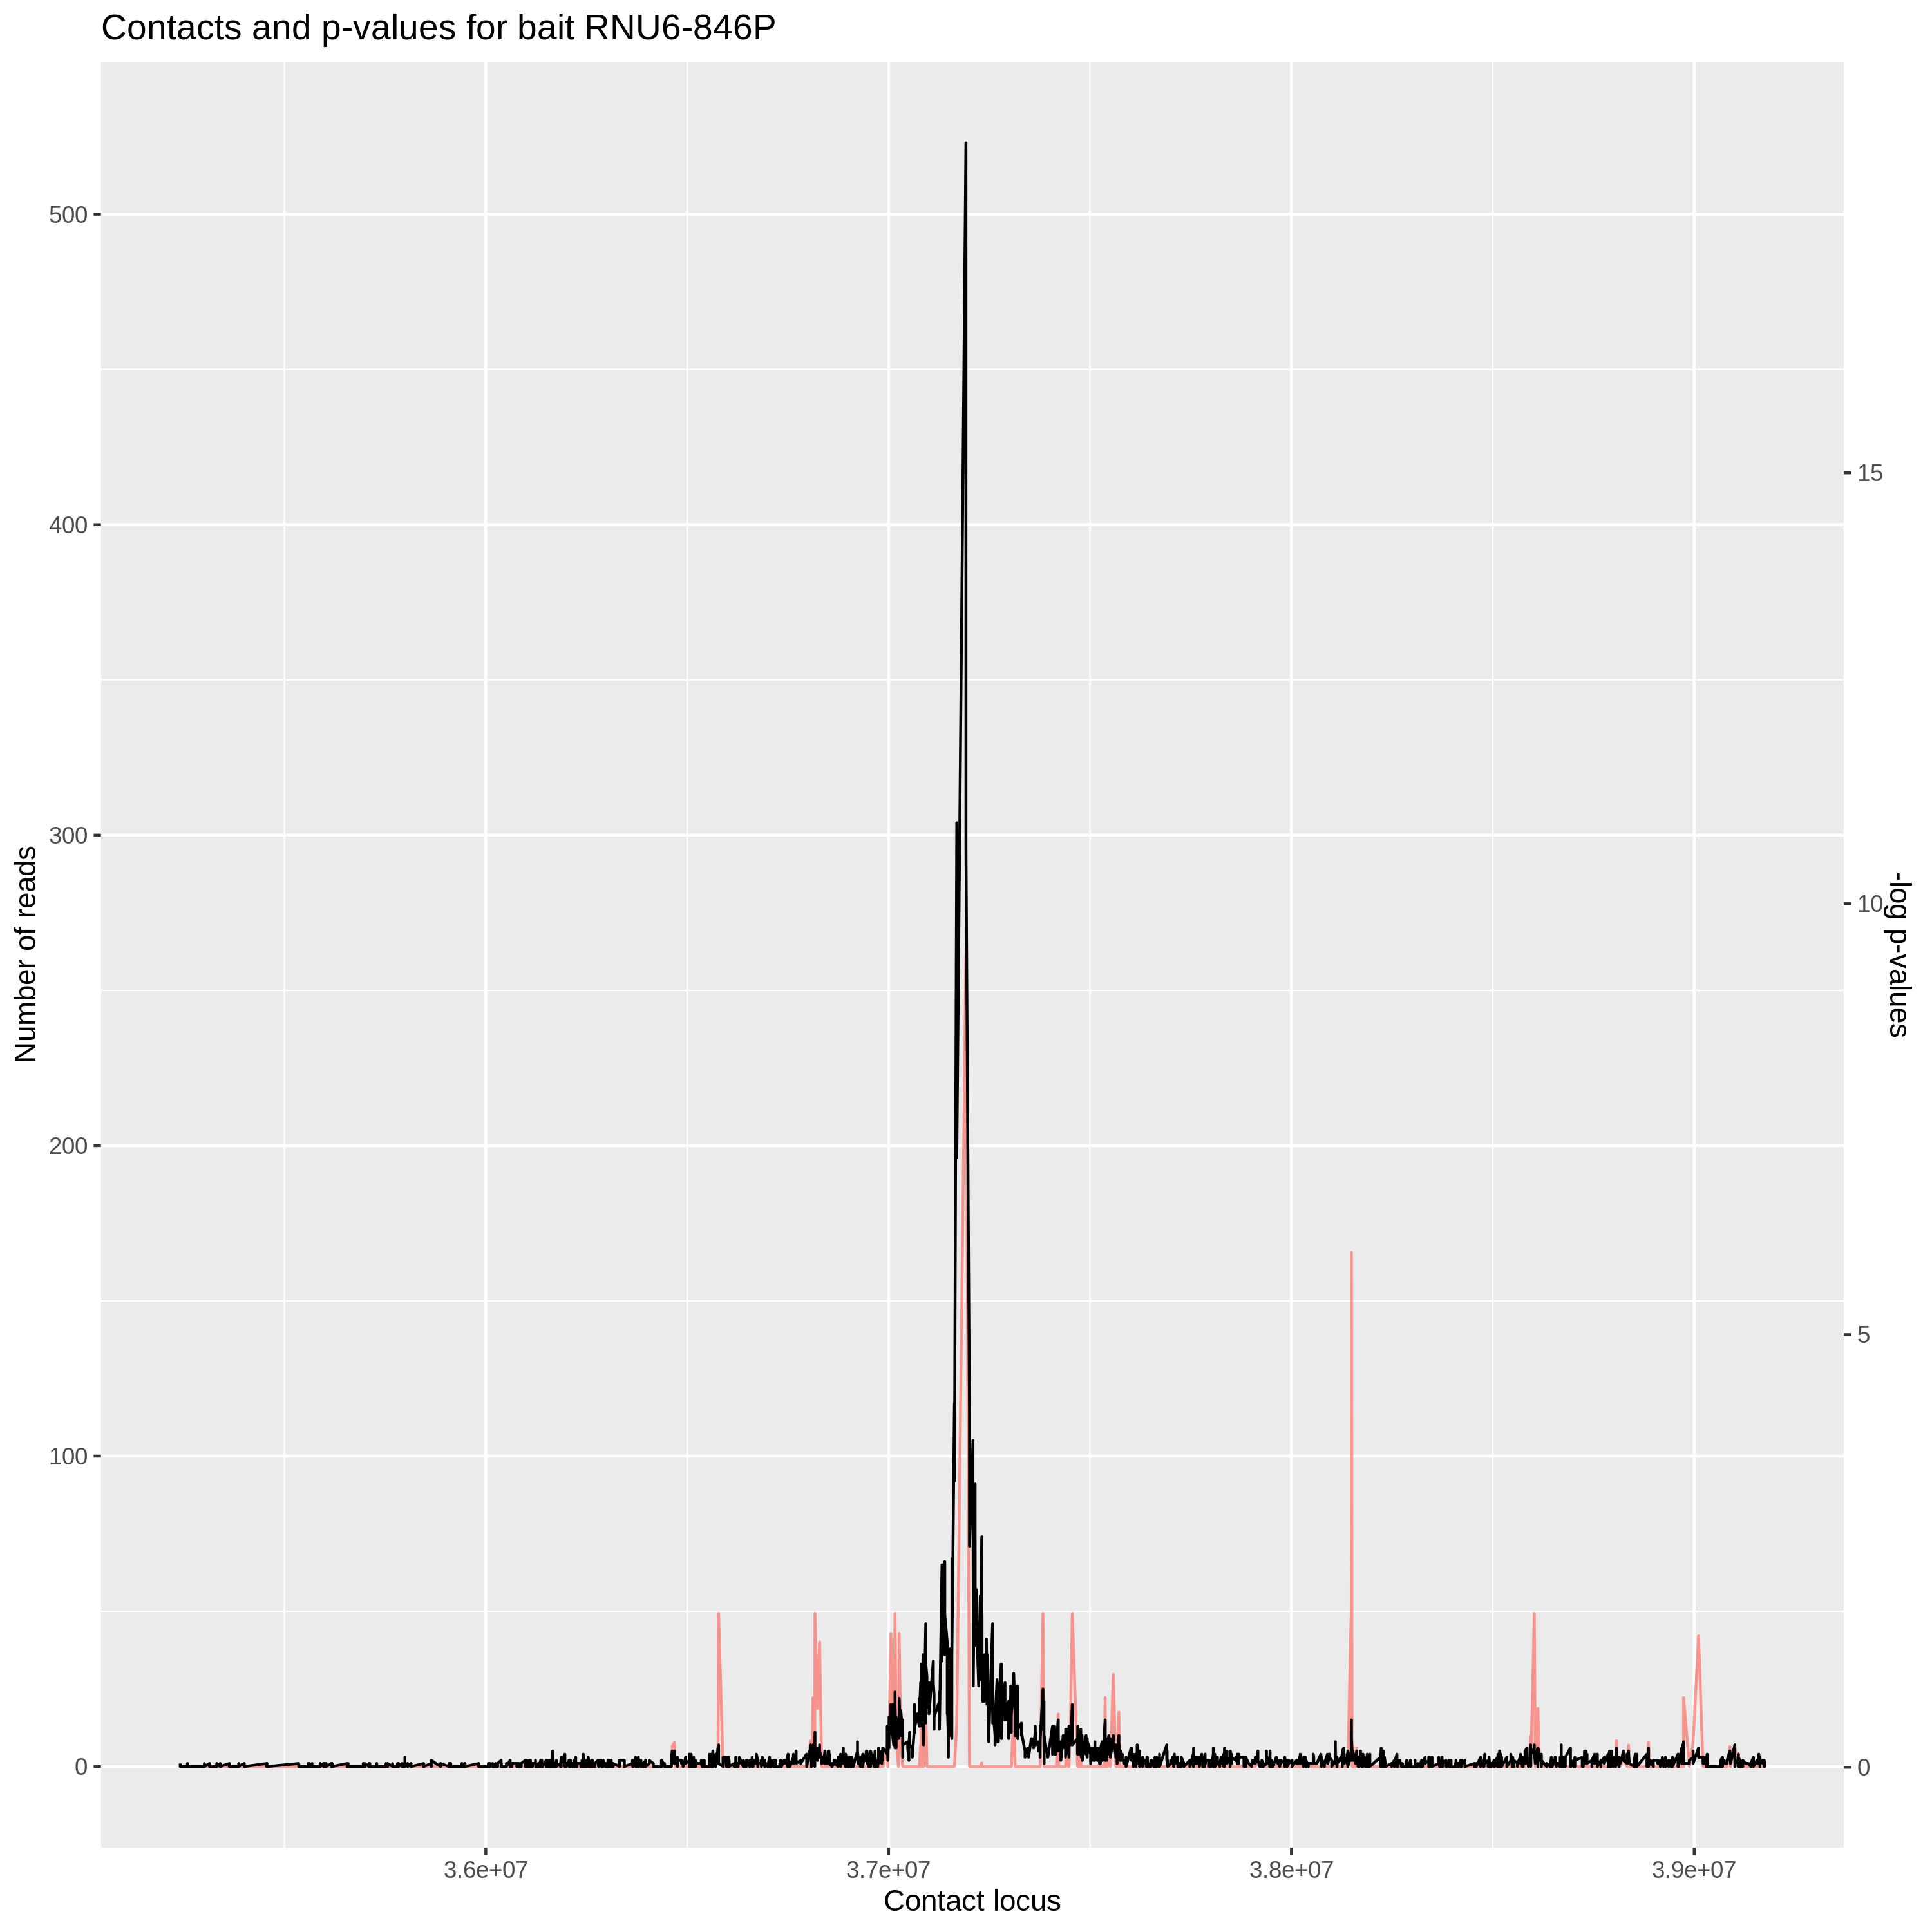 Contacts and p-values for bait RNU6-846P
Number of reads
500
400
300
200
100
0
15
10
5
0
-log p-values
3.6e+07 3.7e+07 3.8e+07 3.9e+07
Contact locus